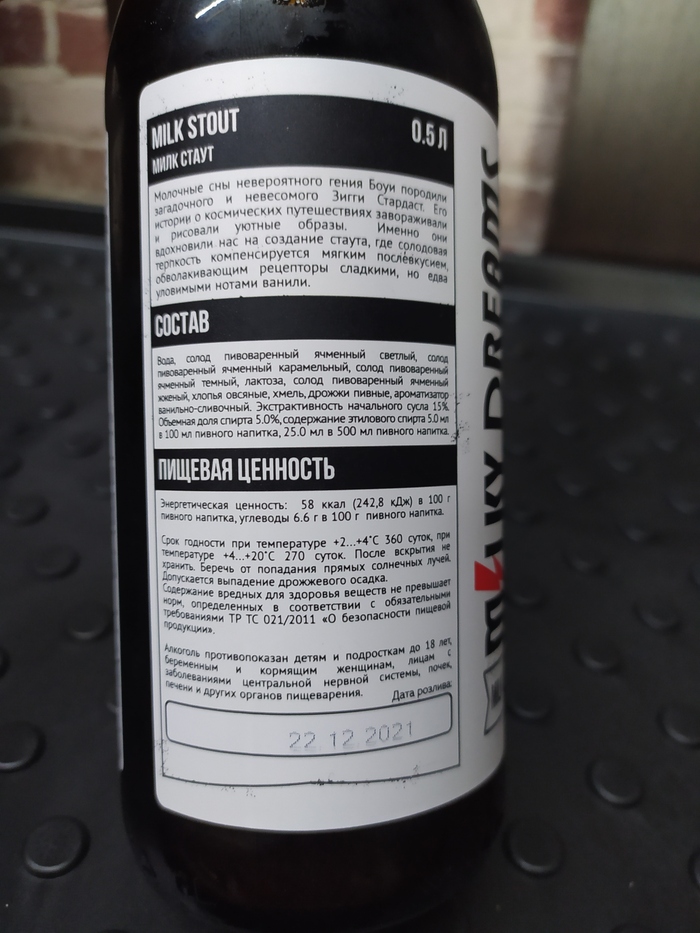 MILK STOUT 0.5 Л
МИЛК СТАУТ
Молочные сны невероятного гения Боуи породили
загадочного и невесомого Зигги Стардаст. Его
истории о космических путешествиях завораживали
и рисовали уютные образы. Именно они
вдохновили нас на создание стаута, где солодовая
терпкость компенсируется мягким послевкусием,
обволакивающим рецепторы сладкими, но едва
уловимыми нотами ванили.
СОСТАВ
Вода, солод пивоваренный ячменный светлый, солод
пивоваренный ячменный карамельный, солод пивоваренный
ячменный темный, лактоза, солод пивоваренный ячменный
жженый, хлопья овсяные, хмель, дрожжи пивные, ароматизатор
ванильно-сливочный. Экстрактивность начального сусла 15%.
Объемная доля спирта 5.0%, содержание этилового спирта 5.0 мл
в 100 мл пивного напитка, 25.0 мл в 500 мл пивного напитка.
ПИЩЕВАЯ ЦЕННОСТЬ
Энергетическая ценность: 58 ккал (242,8 кДж) в 100 г
пивного напитка, углеводы 6.6 г в 100 г пивного напитка.
Срок годности при температуре +2...+4°С 360 суток, при
температуре +4...+20°С 270 суток. После вскрытия не
хранить. Беречь от попадания прямых солнечных лучей.
Допускается выпадение дрожжевого осадка.
Содержание вредных для здоровья веществ не превышает
норм, определенных в соответствии с обязательными
требованиями ТР ТС 021/2011 «О безопасности пищевой
продукции».
Алкоголь противопоказан детям и подросткам до 18 лет,
беременным и кормящим женщинам, лицам с
заболеваниями центральной нервной системы, почек,
печени и других органов пищеварения.
Дата розлива:
22 12 2021
MILKY DREAMS